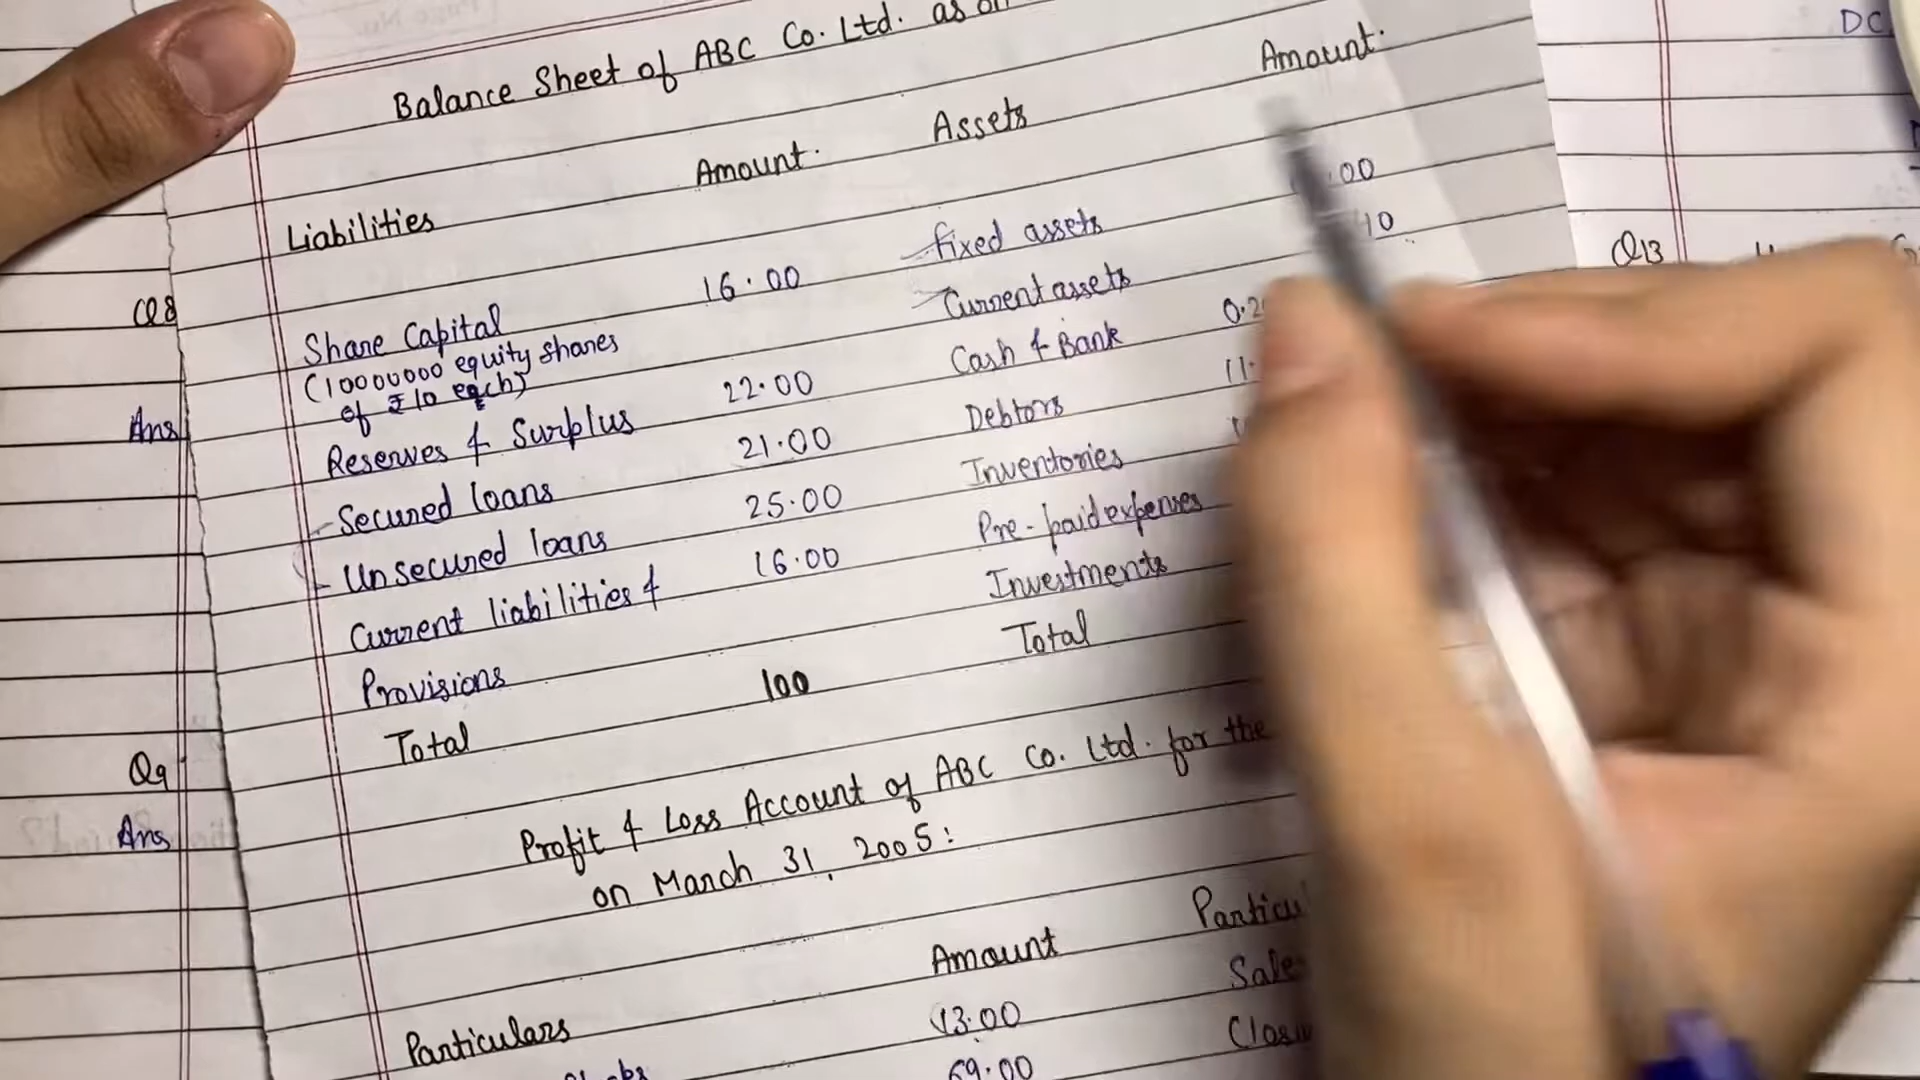 Balance Sheet of ABC Co. Ltd. as on
Amount.
Assets
Amount.
Liabilities
fixed assets .00
16.00
Current assets 10
Share Capital
(10000000 equity shares
of ₹10 each)
Cash & Bank
Reserves & Surplus 22.00
Debtors 11.
Secured loans 21.00
Inventories
Unsecured loans 25.00
Pre-paid expenses
Current liabilities & 16.00
Investments
Provisions
Total
Total 100
Profit & Loss Account of ABC Co. Ltd. for the
on March 31, 2005:
Particulars
Amount
13.00
69.00
Q8
Ans
Q9
Ans
DC
Q13